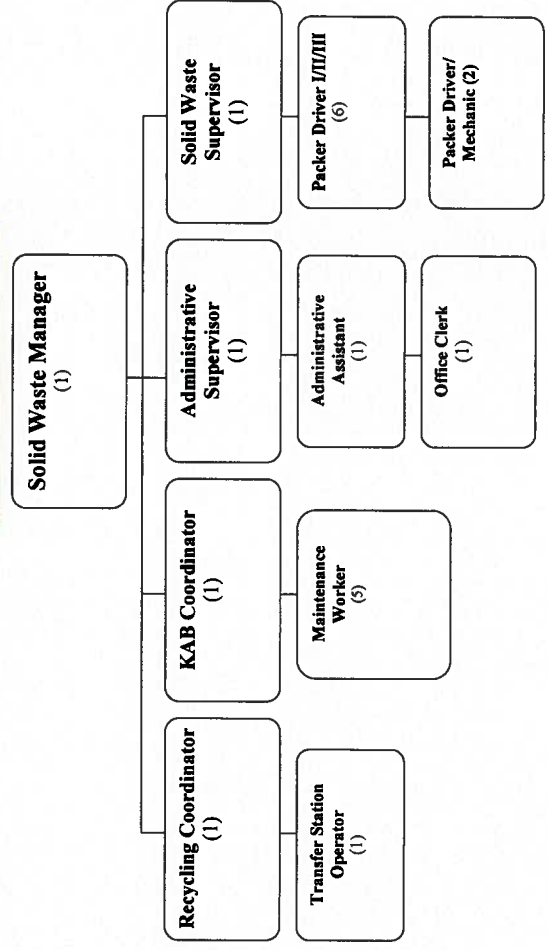 Solid Waste Manager
(1)
Recycling Coordinator
(1)
KAB Coordinator
(1)
Administrative
Supervisor
(1)
Solid Waste
Supervisor
(1)
Transfer Station
Operator
(1)
Maintenance
Worker
(5)
Administrative
Assistant
(1)
Packer Driver I/II/III
(6)
Office Clerk
(1)
Packer Driver/
Mechanic (2)